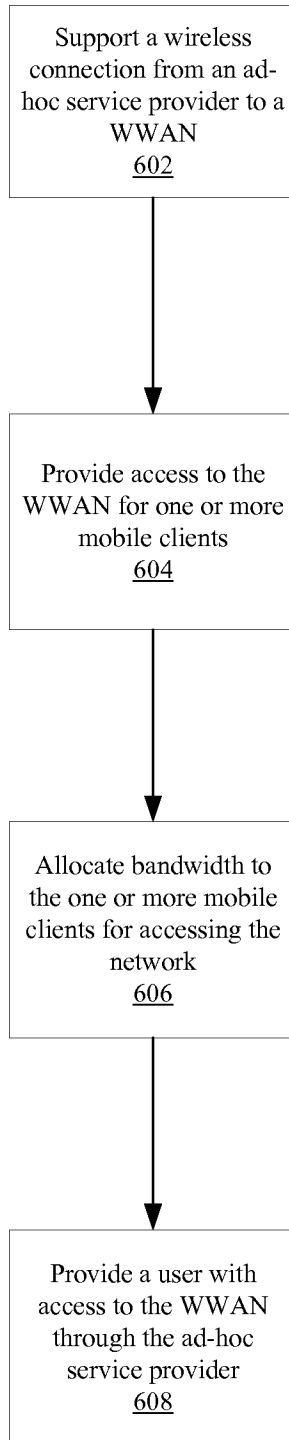 Support a wireless
connection from an ad-
hoc service provider to a
WWAN
602
Provide access to the
WWAN for one or more
mobile clients
604
Allocate bandwidth to
the one or more mobile
clients for accessing the
network
606
Provide a user with
access to the WWAN
through the ad-hoc
service provider
608